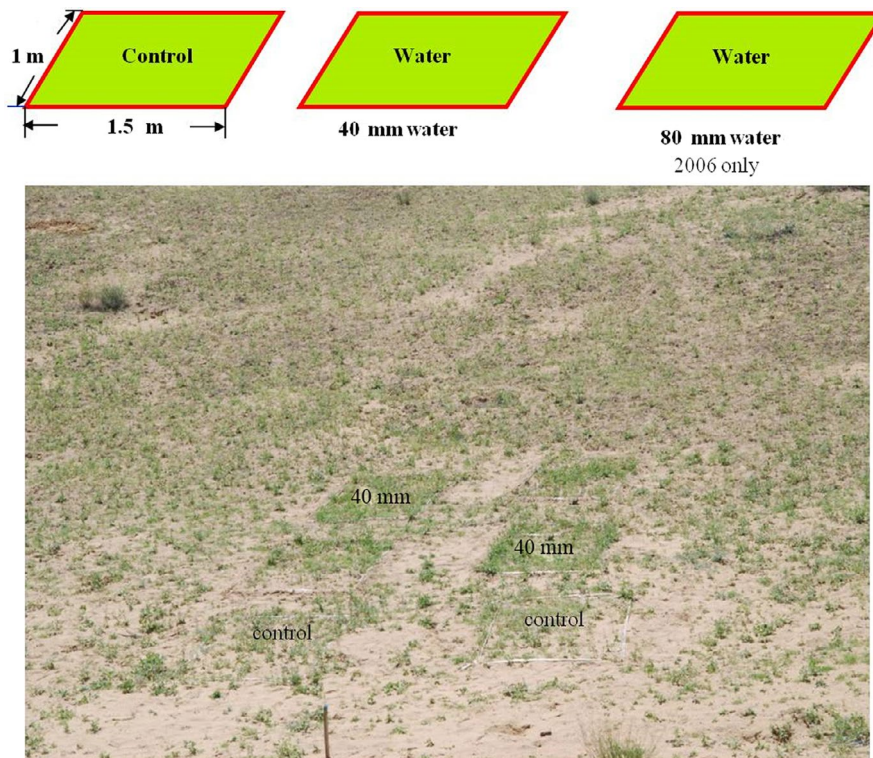 1 m
Control
Water
Water
1.5 m
40 mm water
80 mm water
2006 only
40 mm
40 mm
control
control